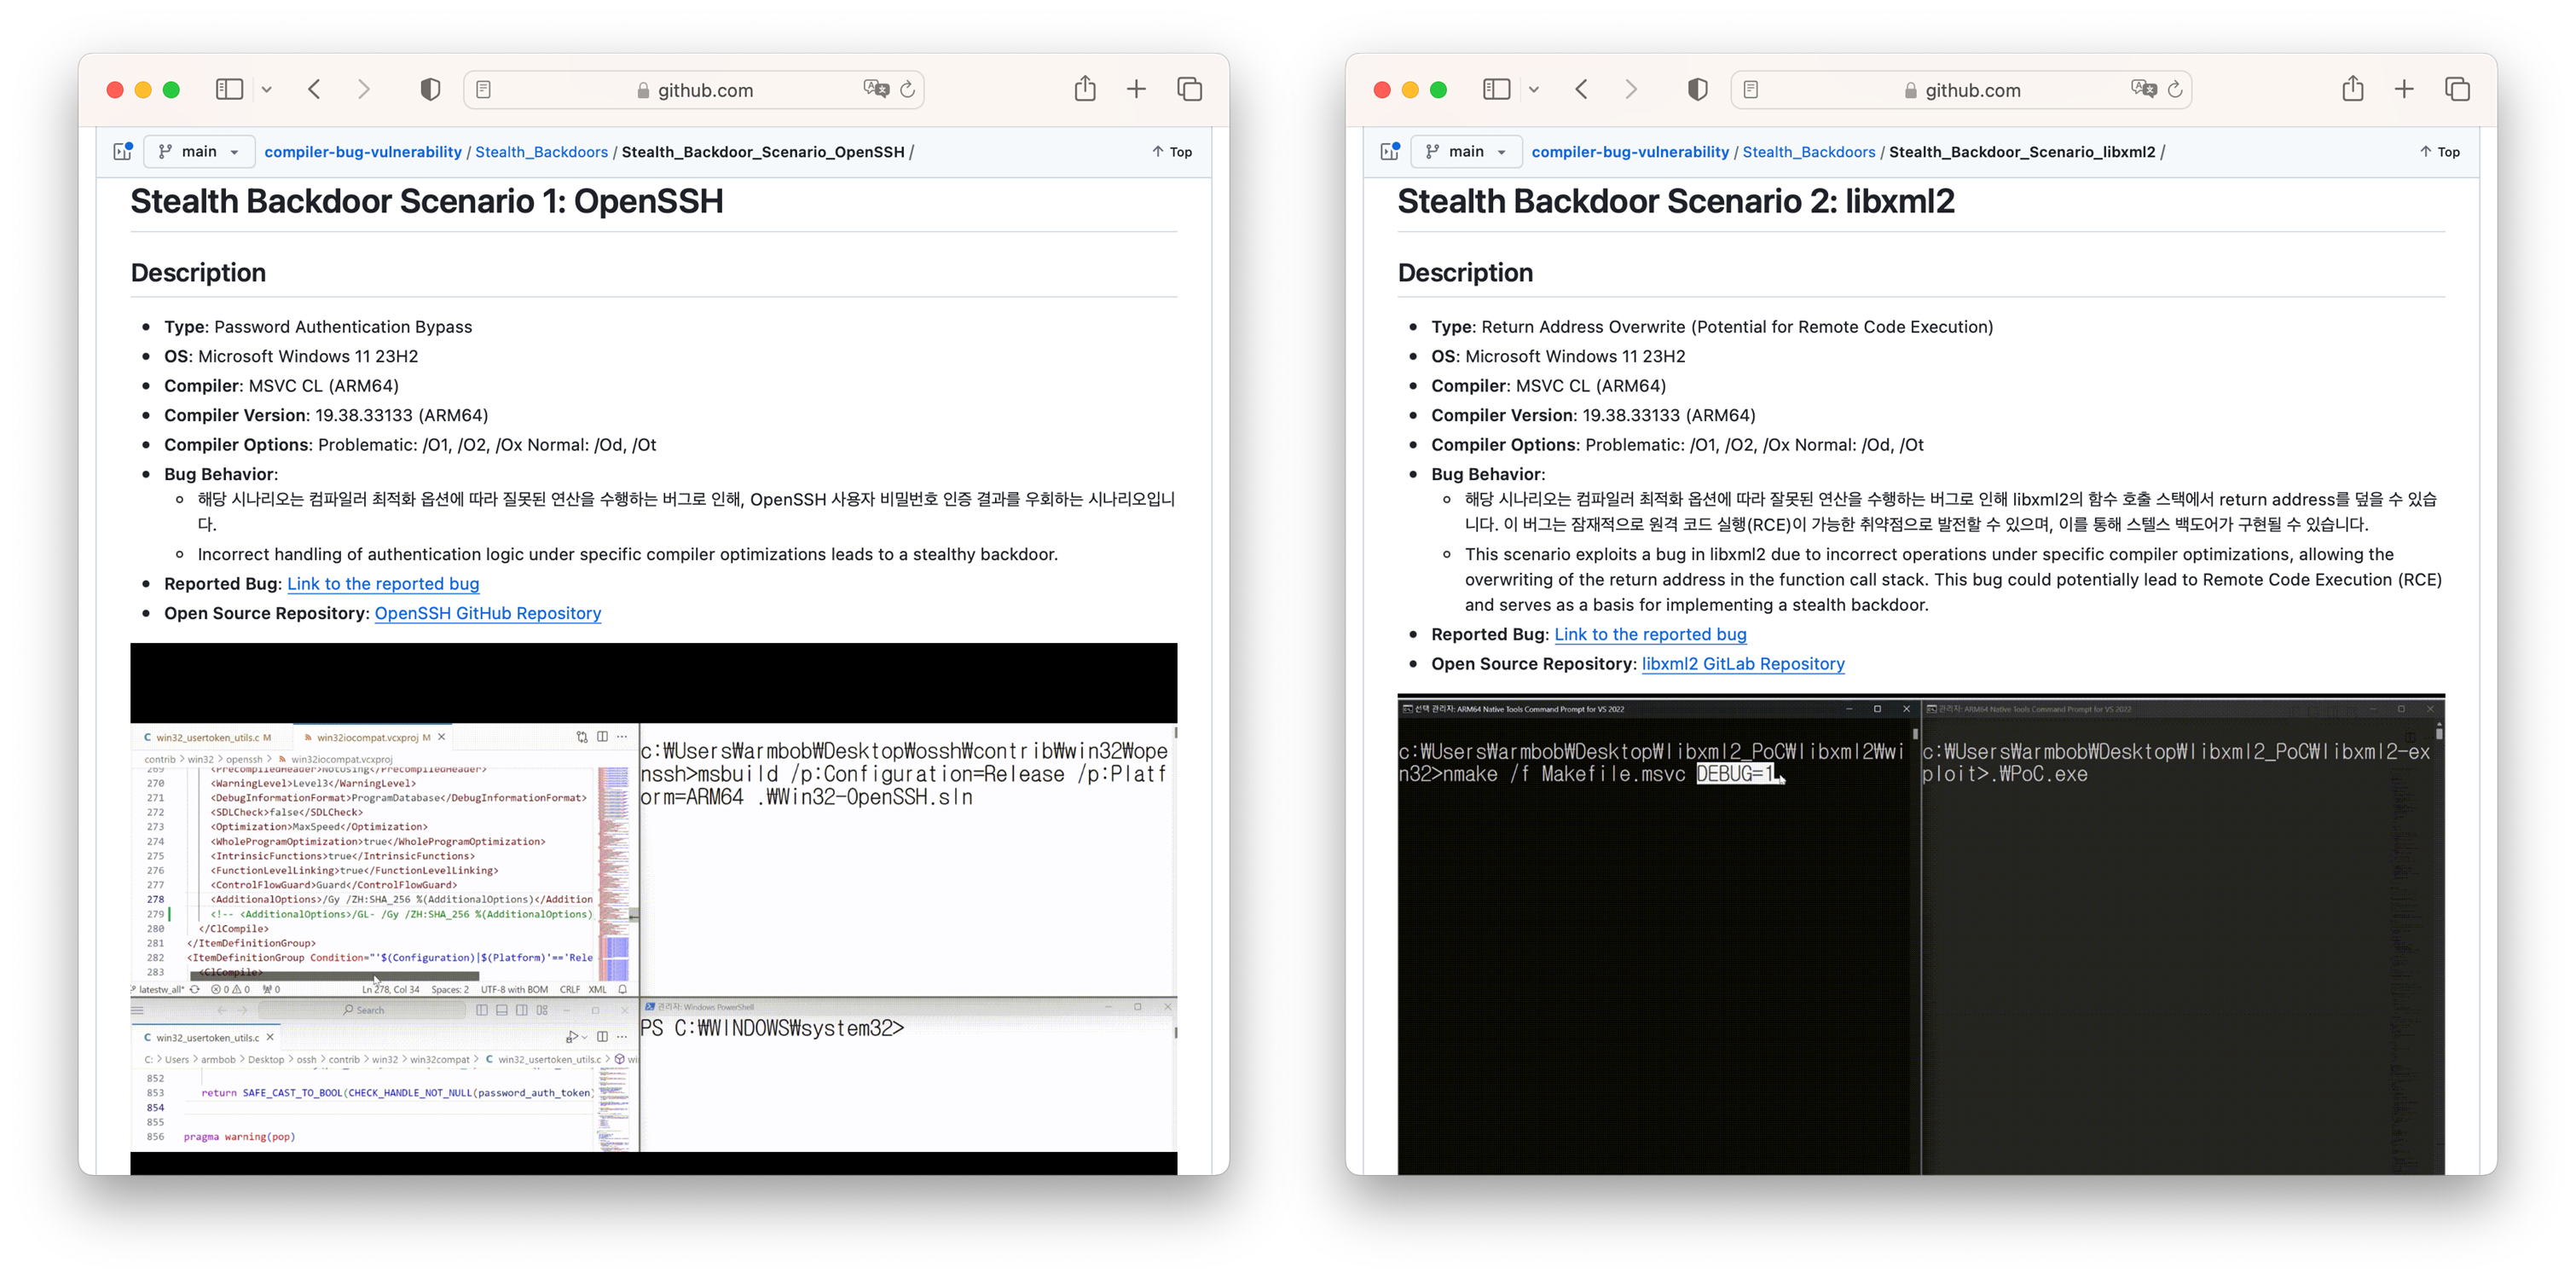 github.com
main
compiler-bug-vulnerability / Stealth_Backdoors / Stealth_Backdoor_Scenario_OpenSSH /
↑ Top
Stealth Backdoor Scenario 1: OpenSSH
Description
• Type: Password Authentication Bypass
• OS: Microsoft Windows 11 23H2
• Compiler: MSVC CL (ARM64)
• Compiler Version: 19.38.33133 (ARM64)
• Compiler Options: Problematic: /O1, /O2, /Ox Normal: /Od, /Ot
• Bug Behavior:
해당 시나리오는 컴파일러 최적화 옵션에 따라 질못된 연산을 수행하는 버그로 인해, OpenSSH 사용자 비밀번호 인증 결과를 우회하는 시나리오입니
다.
Incorrect handling of authentication logic under specific compiler optimizations leads to a stealthy backdoor.
• Reported Bug: Link to the reported bug
• Open Source Repository: OpenSSH GitHub Repository
C win32_usertoken_utils.c M
win32iocompat.vcxproj M ×
contrib > win32 > openssh > win32iocompat.vcxproj
269 <PrecompiledHeader>NotUsing</PrecompiledHeader>
270 <WarningLevel>Level3</WarningLevel>
271 <DebugInformationFormat>ProgramDatabase</DebugInformationFormat>
272 <SDLCheck>false</SDLCheck>
273 <Optimization>MaxSpeed</Optimization>
274 <WholeProgramOptimization>true</WholeProgramOptimization>
275 <IntrinsicFunctions>true</IntrinsicFunctions>
276 <FunctionLevelLinking>true</FunctionLevelLinking>
277 <ControlFlowGuard>Guard</ControlFlowGuard>
278 <AdditionalOptions>/Gy /ZH:SHA_256 %(AdditionalOptions)</Addition
279 <!-- <AdditionalOptions>/GL- /Gy /ZH:SHA_256 %(AdditionalOptions)
280 </ClCompile>
281 </ItemDefinitionGroup>
282 <ItemDefinitionGroup Condition="'$(Configuration)|$(Platform)'=='Rele
283 <ClCompile>
latestw_all* 0 0 0 Ln 278, Col 34 Spaces: 2 UTF-8 with BOM CRLF XML
c:₩Users₩armbob₩Desktop₩ossh₩contrib₩win32₩ope
nssh>msbuild /p:Configuration=Release /p:Platf
orm=ARM64 .₩Win32-OpenSSH.sln
Search
C win32_usertoken_utils.c ×
C: > Users > armbob > Desktop > ossh > contrib > win32 > win32compat > C win32_usertoken_utils.c > wi
852
853 return SAFE_CAST_TO_BOOL(CHECK_HANDLE_NOT_NULL(password_auth_token)
854
855
856 pragma warning(pop)
관리자: Windows PowerShell
PS C:₩WINDOWS₩system32>
github.com
main
compiler-bug-vulnerability / Stealth_Backdoors / Stealth_Backdoor_Scenario_libxml2 /
↑ Top
Stealth Backdoor Scenario 2: libxml2
Description
• Type: Return Address Overwrite (Potential for Remote Code Execution)
• OS: Microsoft Windows 11 23H2
• Compiler: MSVC CL (ARM64)
• Compiler Version: 19.38.33133 (ARM64)
• Compiler Options: Problematic: /O1, /O2, /Ox Normal: /Od, /Ot
• Bug Behavior:
해당 시나리오는 컴파일러 최적화 옵션에 따라 잘못된 연산을 수행하는 버그로 인해 libxml2의 함수 호출 스택에서 return address를 덮을 수 있습
니다. 이 버그는 잠재적으로 원격 코드 실행(RCE)이 가능한 취약점으로 발전할 수 있으며, 이를 통해 스텔스 백도어가 구현될 수 있습니다.
This scenario exploits a bug in libxml2 due to incorrect operations under specific compiler optimizations, allowing the
overwriting of the return address in the function call stack. This bug could potentially lead to Remote Code Execution (RCE)
and serves as a basis for implementing a stealth backdoor.
• Reported Bug: Link to the reported bug
• Open Source Repository: libxml2 GitLab Repository
선택 관리자: ARM64 Native Tools Command Prompt for VS 2022
c:₩Users₩armbob₩Desktop₩libxml2_PoC₩libxml2₩wi
n32>nmake /f Makefile.msvc DEBUG=1
관리자: ARM64 Native Tools Command Prompt for VS 2022
c:₩Users₩armbob₩Desktop₩libxml2_PoC₩libxml2-ex
ploit>.₩PoC.exe